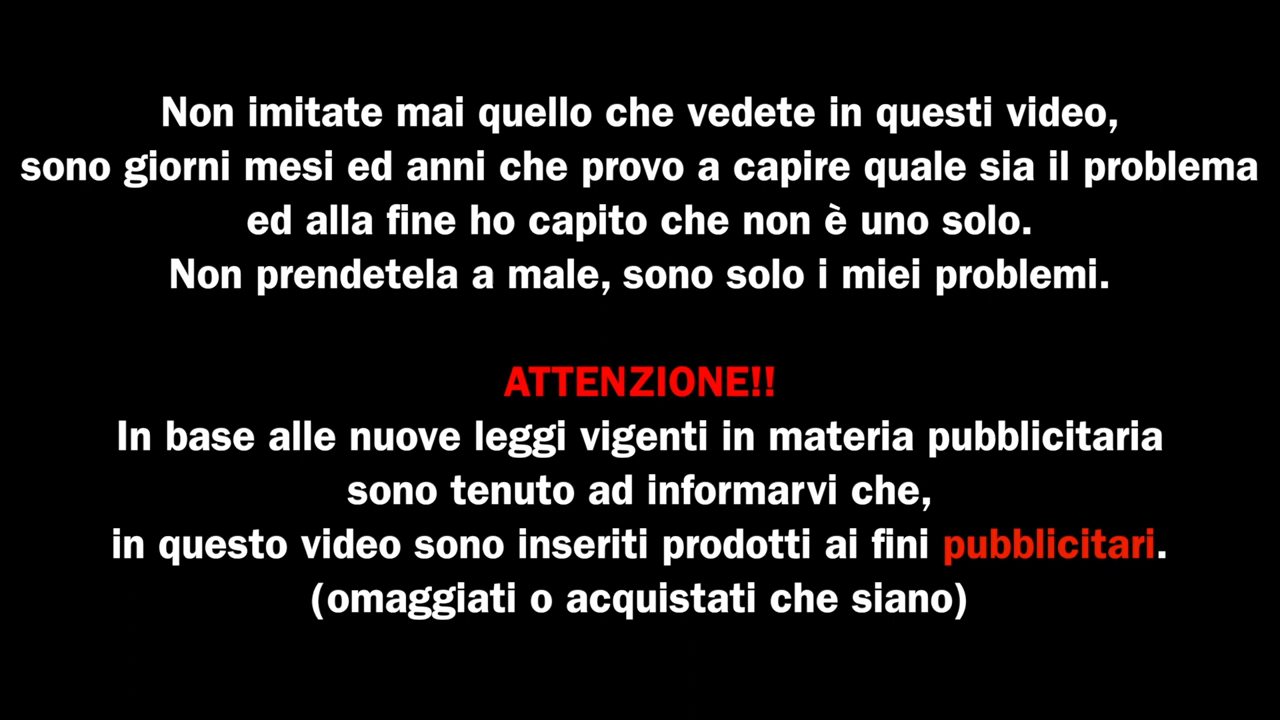 Non imitate mai quello che vedete in questi video,
sono giorni mesi ed anni che provo a capire quale sia il problema
ed alla fine ho capito che non è uno solo.
Non prendetela a male, sono solo i miei problemi.
ATTENZIONE!!
In base alle nuove leggi vigenti in materia pubblicitaria
sono tenuto ad informarvi che,
in questo video sono inseriti prodotti ai fini pubblicitari.
(omaggiati o acquistati che siano)